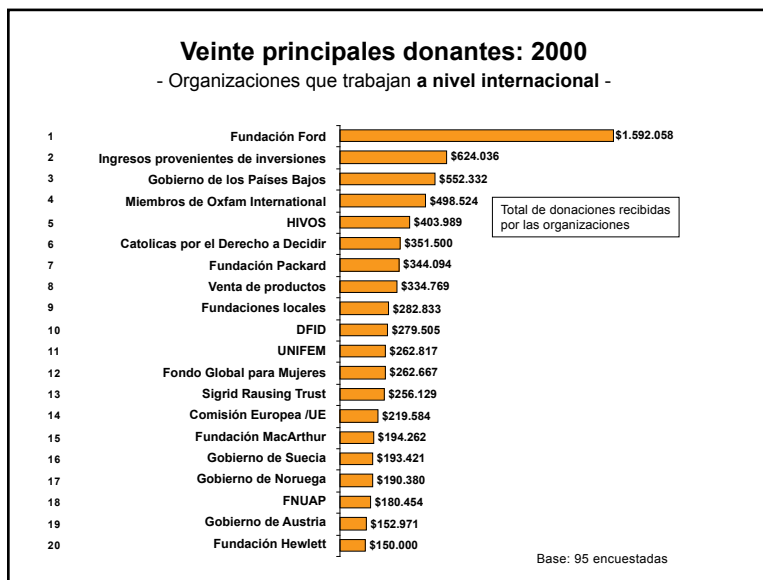 Veinte principales donantes: 2000
- Organizaciones que trabajan a nivel internacional -
1 Fundación Ford $1.592.058
2 Ingresos provenientes de inversiones $624.036
3 Gobierno de los Países Bajos $552.332
4 Miembros de Oxfam International $498.524
Total de donaciones recibidas
por las organizaciones
5 HIVOS $403.989
6 Catolicas por el Derecho a Decidir $351.500
7 Fundación Packard $344.094
8 Venta de productos $334.769
9 Fundaciones locales $282.833
10 DFID $279.505
11 UNIFEM $262.817
12 Fondo Global para Mujeres $262.667
13 Sigrid Rausing Trust $256.129
14 Comisión Europea /UE $219.584
15 Fundación MacArthur $194.262
16 Gobierno de Suecia $193.421
17 Gobierno de Noruega $190.380
18 FNUAP $180.454
19 Gobierno de Austria $152.971
20 Fundación Hewlett $150.000
Base: 95 encuestadas